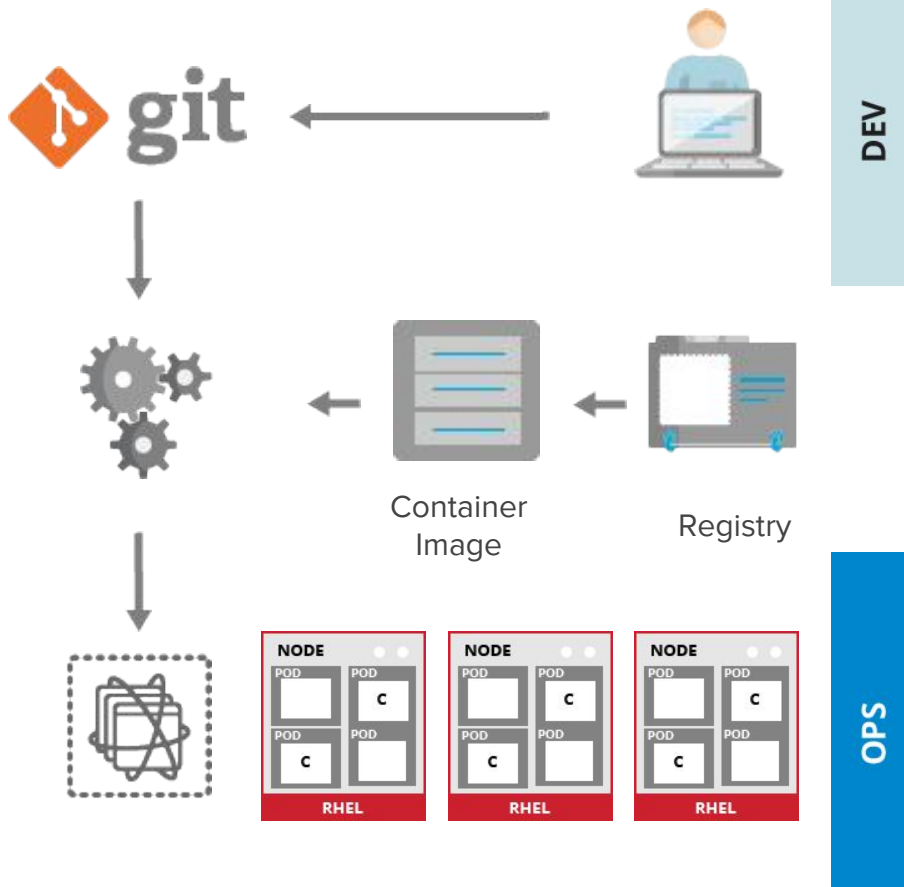 git
DEV
Container
Image
Registry
NODE
POD
POD
C
POD
POD
C
RHEL
NODE
POD
POD
C
POD
POD
C
RHEL
NODE
POD
POD
C
POD
POD
C
RHEL
OPS